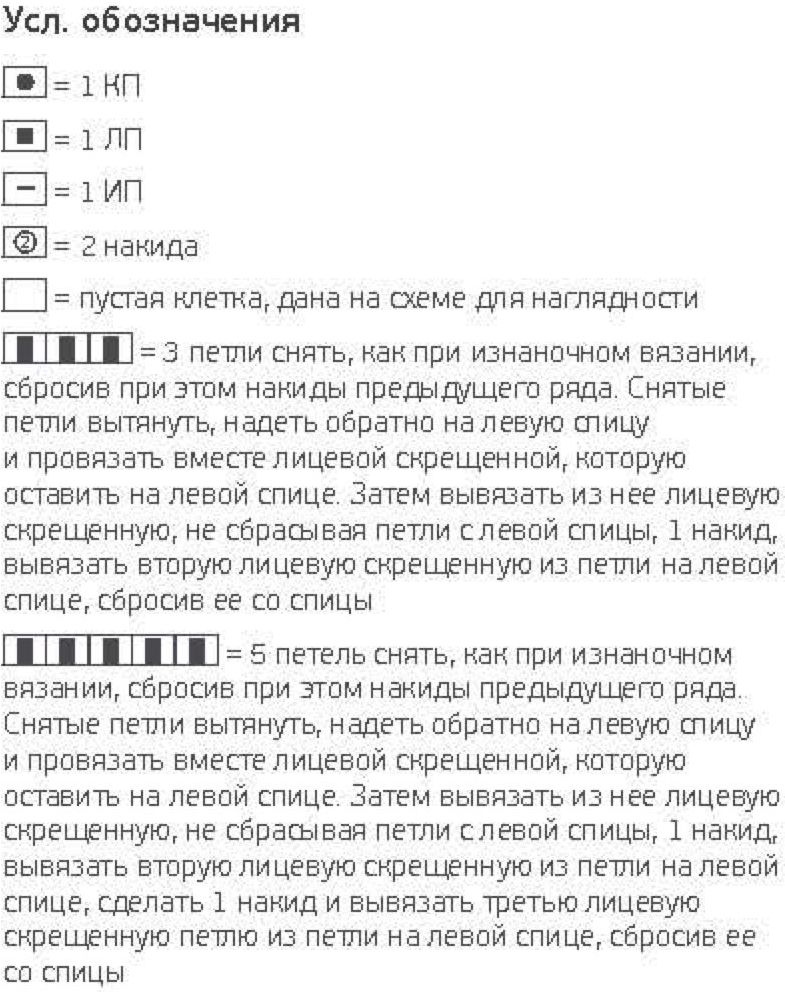 Усл. обозначения
= 1 КП
= 1 ЛП
= 1 ИП
② = 2 накида
= пустая клетка, дана на схеме для наглядности
= 3 петли снять, как при изнаночном вязании,
сбросив при этом накиды предыдущего ряда. Снятые
петли вытянуть, надеть обратно на левую спицу
и провязать вместе лицевой скрещенной, которую
оставить на левой спице. Затем вывязать из нее лицевую
скрещенную, не сбрасывая петли с левой спицы, 1 накид,
вывязать вторую лицевую скрещенную из петли на левой
спице, сбросив ее со спицы
= 5 петель снять, как при изнаночном
вязании, сбросив при этом накиды предыдущего ряда.
Снятые петли вытянуть, надеть обратно на левую спицу
и провязать вместе лицевой скрещенной, которую
оставить на левой спице. Затем вывязать из нее лицевую
скрещенную, не сбрасывая петли с левой спицы, 1 накид,
вывязать вторую лицевую скрещенную из петли на левой
спице, сделать 1 накид и вывязать третью лицевую
скрещенную петлю из петли на левой спице, сбросив ее
со спицы